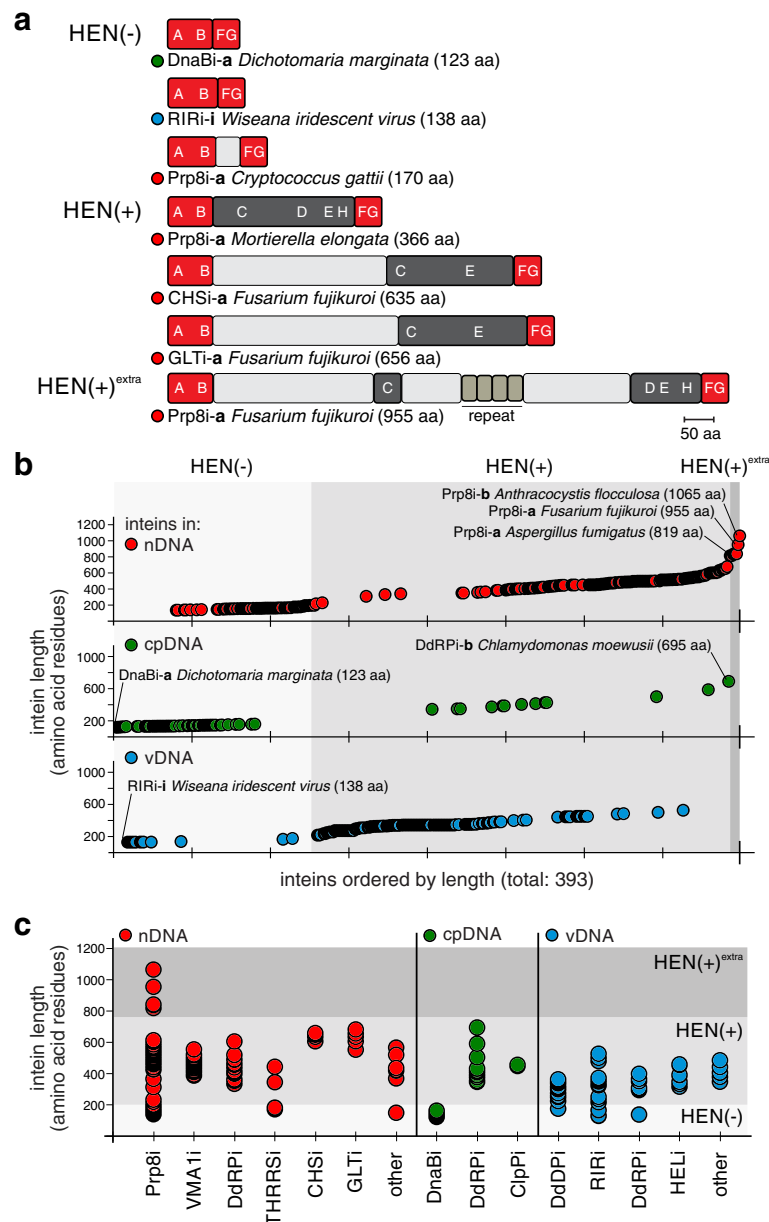 a
HEN(-)
A B FG
DnaBi-a Dichotomaria marginata (123 aa)
A B FG
RIRi-i Wiseana iridescent virus (138 aa)
A B FG
Prp8i-a Cryptococcus gattii (170 aa)
HEN(+)
A B C D E H FG
Prp8i-a Mortierella elongata (366 aa)
A B C E FG
CHSi-a Fusarium fujikuroi (635 aa)
A B C E FG
GLTi-a Fusarium fujikuroi (656 aa)
HEN(+)extra
A B C D E H FG
Prp8i-a Fusarium fujikuroi (955 aa)
repeat
50 aa
b
HEN(-) HEN(+) HEN(+)extra
inteins in:
nDNA
Prp8i-b Anthracocystis flocculosa (1065 aa)
Prp8i-a Fusarium fujikuroi (955 aa)
Prp8i-a Aspergillus fumigatus (819 aa)
1200
1000
800
600
400
200
cpDNA
DdRPi-b Chlamydomonas moewusii (695 aa)
DnaBi-a Dichotomaria marginata (123 aa)
1000
600
200
vDNA
RIRi-i Wiseana iridescent virus (138 aa)
1000
600
200
intein length
(amino acid residues)
inteins ordered by length (total: 393)
c
nDNA cpDNA vDNA
HEN(+)extra
HEN(+)
HEN(-)
1200
1000
800
600
400
200
0
intein length
(amino acid residues)
Prp8i
VMA1i
DdRPi
THRRSi
CHSi
GLTi
other
DnaBi
DdRPi
ClpPi
DdDPi
RIRi
DdRPi
HELi
other